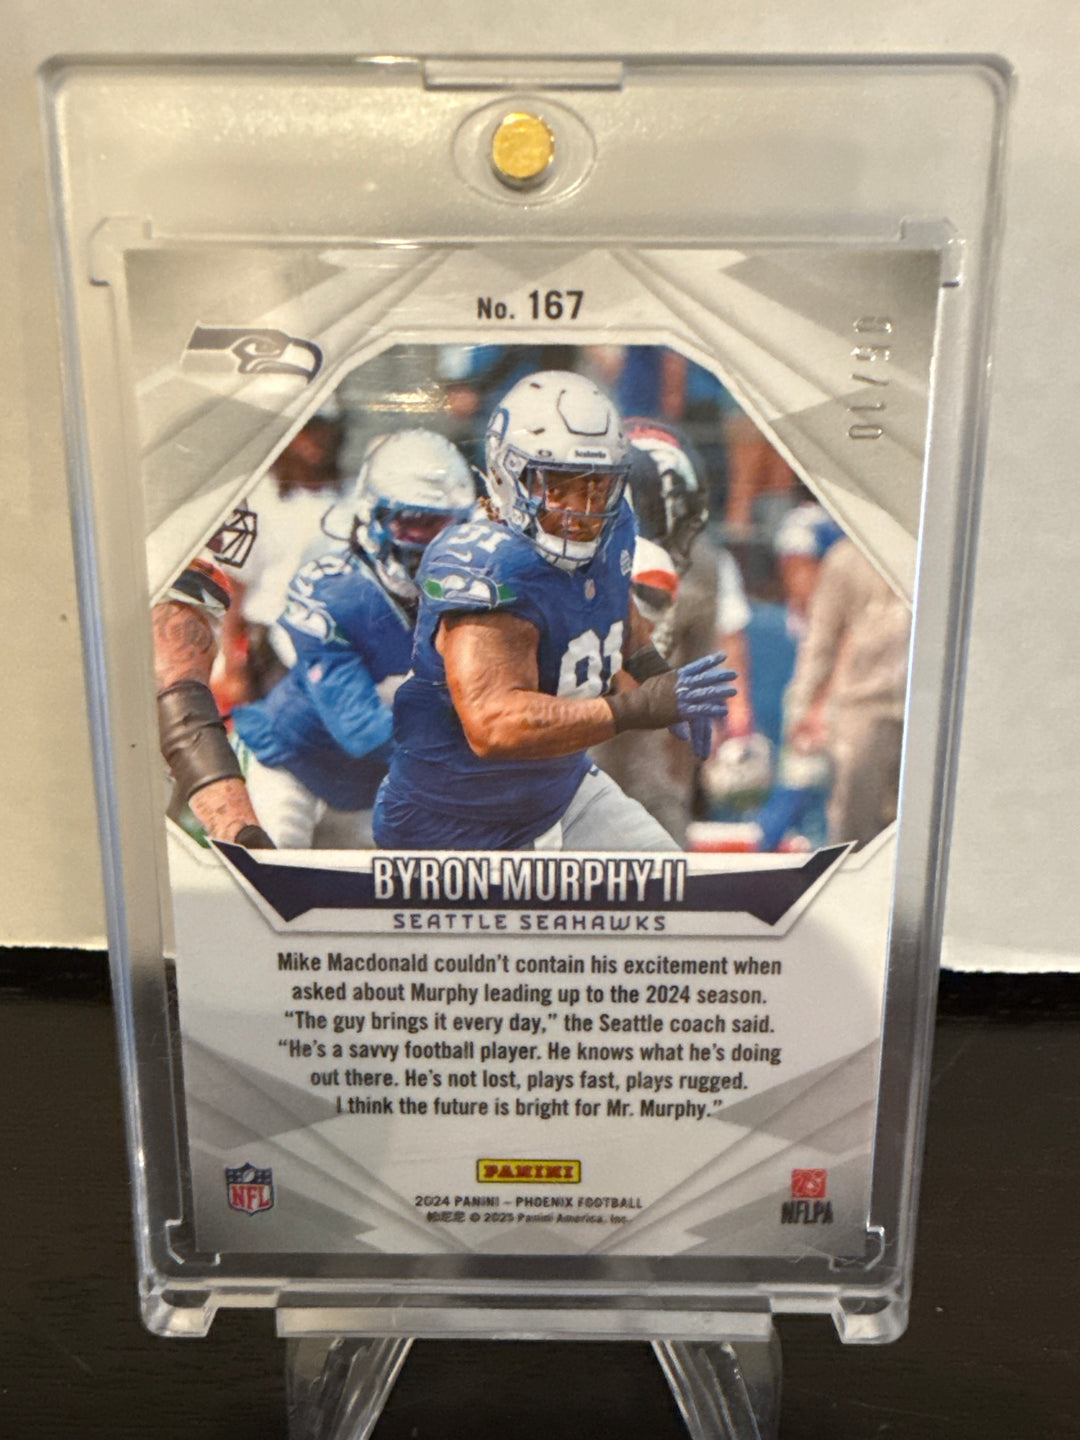 No. 167
91
91
BYRON MURPHY II
SEATTLE SEAHAWKS
Mike Macdonald couldn't contain his excitement when
asked about Murphy leading up to the 2024 season.
“The guy brings it every day,” the Seattle coach said.
“He's a savvy football player. He knows what he's doing
out there. He's not lost, plays fast, plays rugged.
I think the future is bright for Mr. Murphy.”
PANINI
NFL
NFLPA
2024 PANINI – PHOENIX FOOTBALL
© 2025 Panini America, Inc.